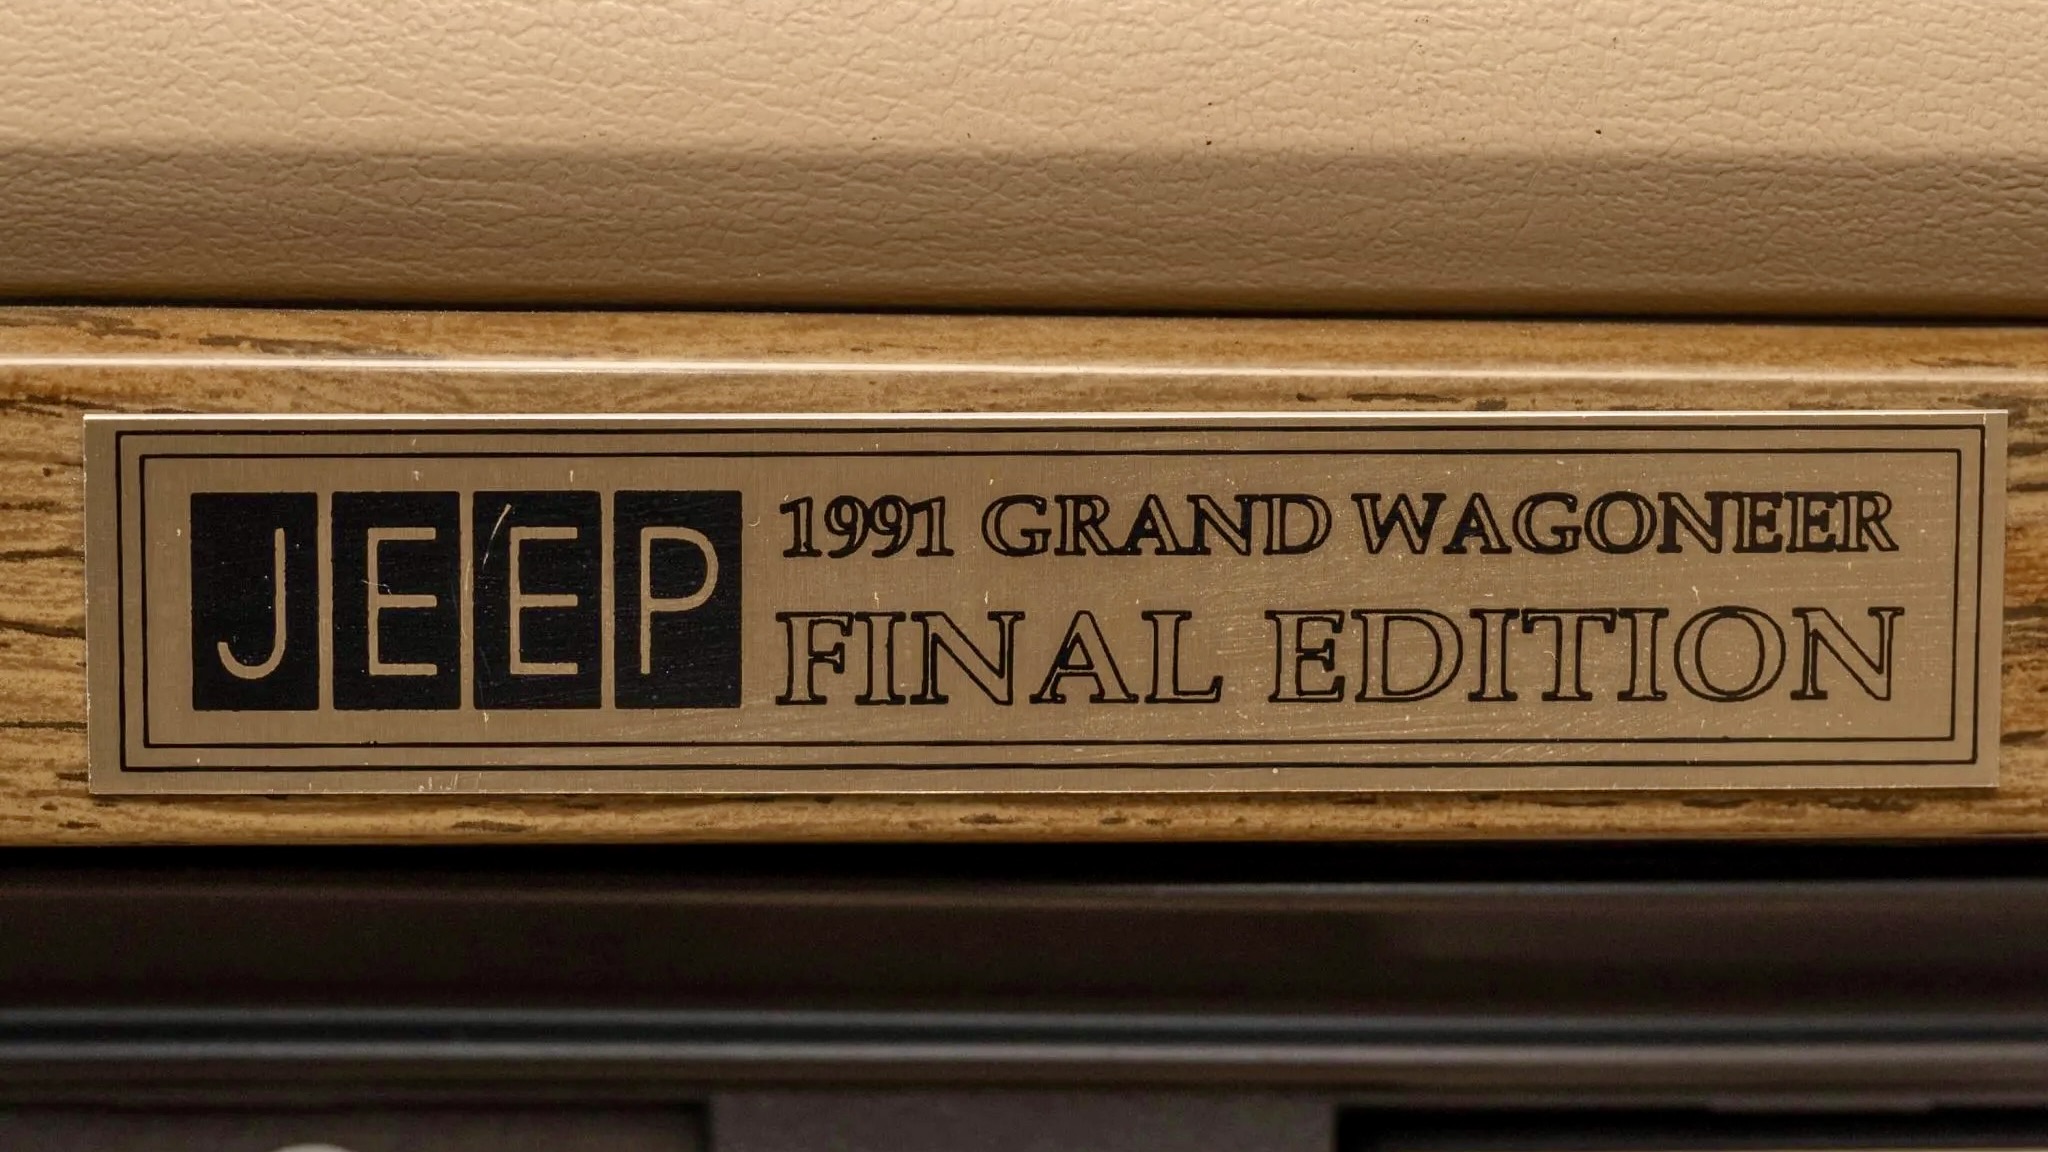 JEEP
1991 GRAND WAGONEER
FINAL EDITION